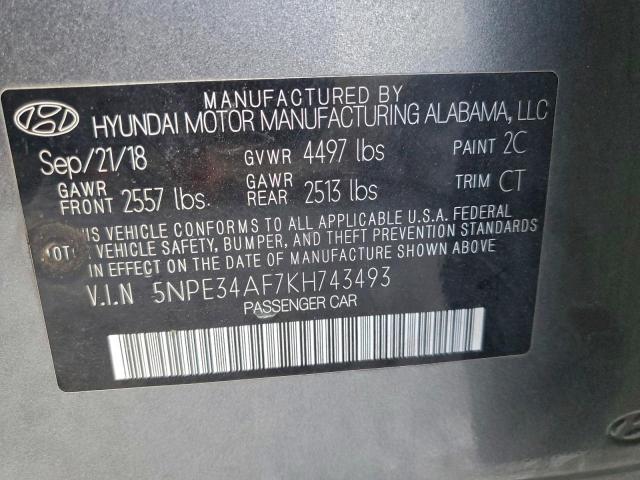 MANUFACTURED BY
HYUNDAI MOTOR MANUFACTURING ALABAMA, LLC
Sep/21/18 GVWR 4497 lbs PAINT 2C
GAWR FRONT 2557 lbs. GAWR REAR 2513 lbs TRIM CT
IS VEHICLE CONFORMS TO ALL APPLICABLE U.S.A. FEDERAL
OTO VEHICLE SAFETY, BUMPER, AND THEFT PREVENTION STANDARDS
IN EFFECT ON THE DATE OF MANUFACTURE SHOWN ABOVE
V.I.N 5NPE34AF7KH743493
PASSENGER CAR